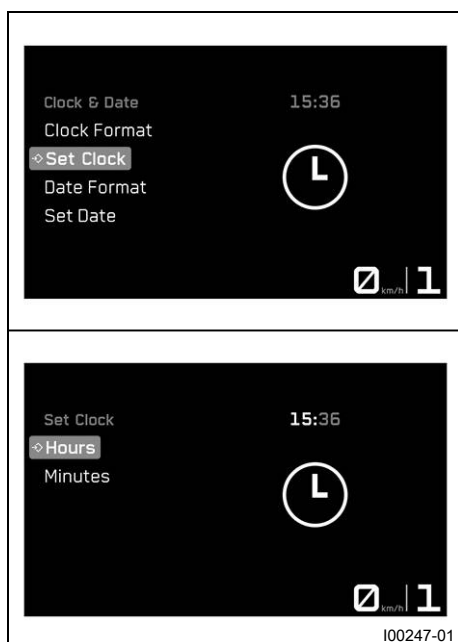 Clock & Date 15:36
Clock Format
Set Clock
Date Format
Set Date
0 km/h 1
Set Clock 15:36
Hours
Minutes
0 km/h 1
I00247-01